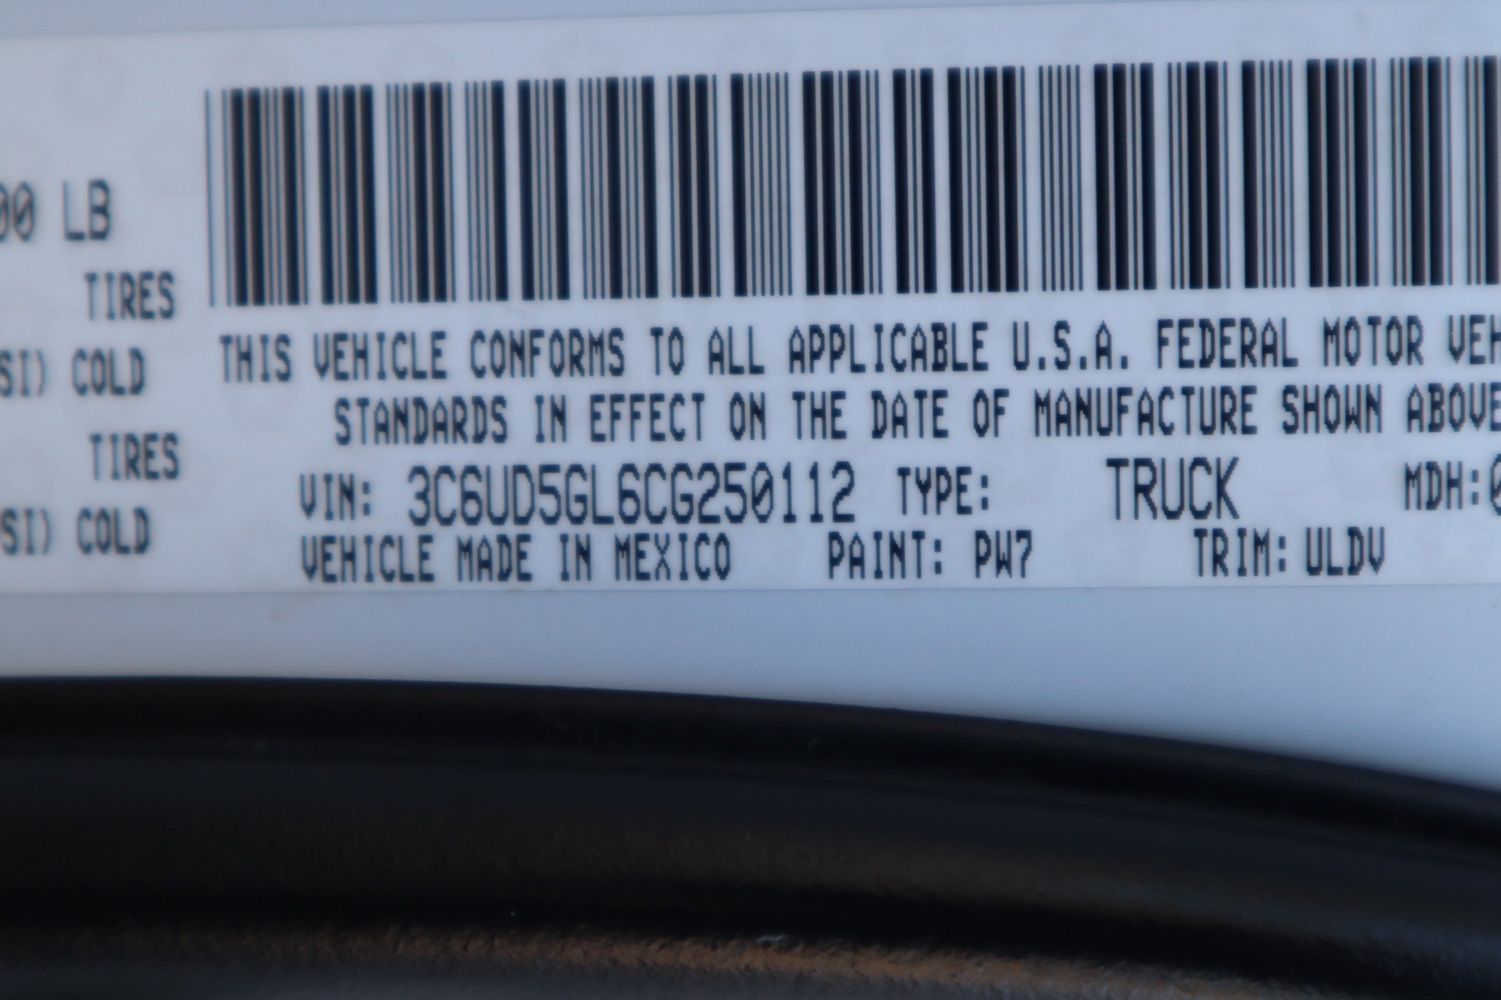 00 LB
TIRES
SI) COLD
TIRES
SI) COLD
THIS VEHICLE CONFORMS TO ALL APPLICABLE U.S.A. FEDERAL MOTOR VEH
STANDARDS IN EFFECT ON THE DATE OF MANUFACTURE SHOWN ABOVE
VIN: 3C6UD5GL6CG250112 TYPE: TRUCK MDH:0
VEHICLE MADE IN MEXICO PAINT: PW7 TRIM: ULDV